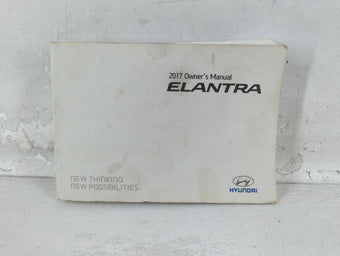 2017 Owner's Manual
ELANTRA
NEW THINKING.
NEW POSSIBILITIES.
HYUNDAI